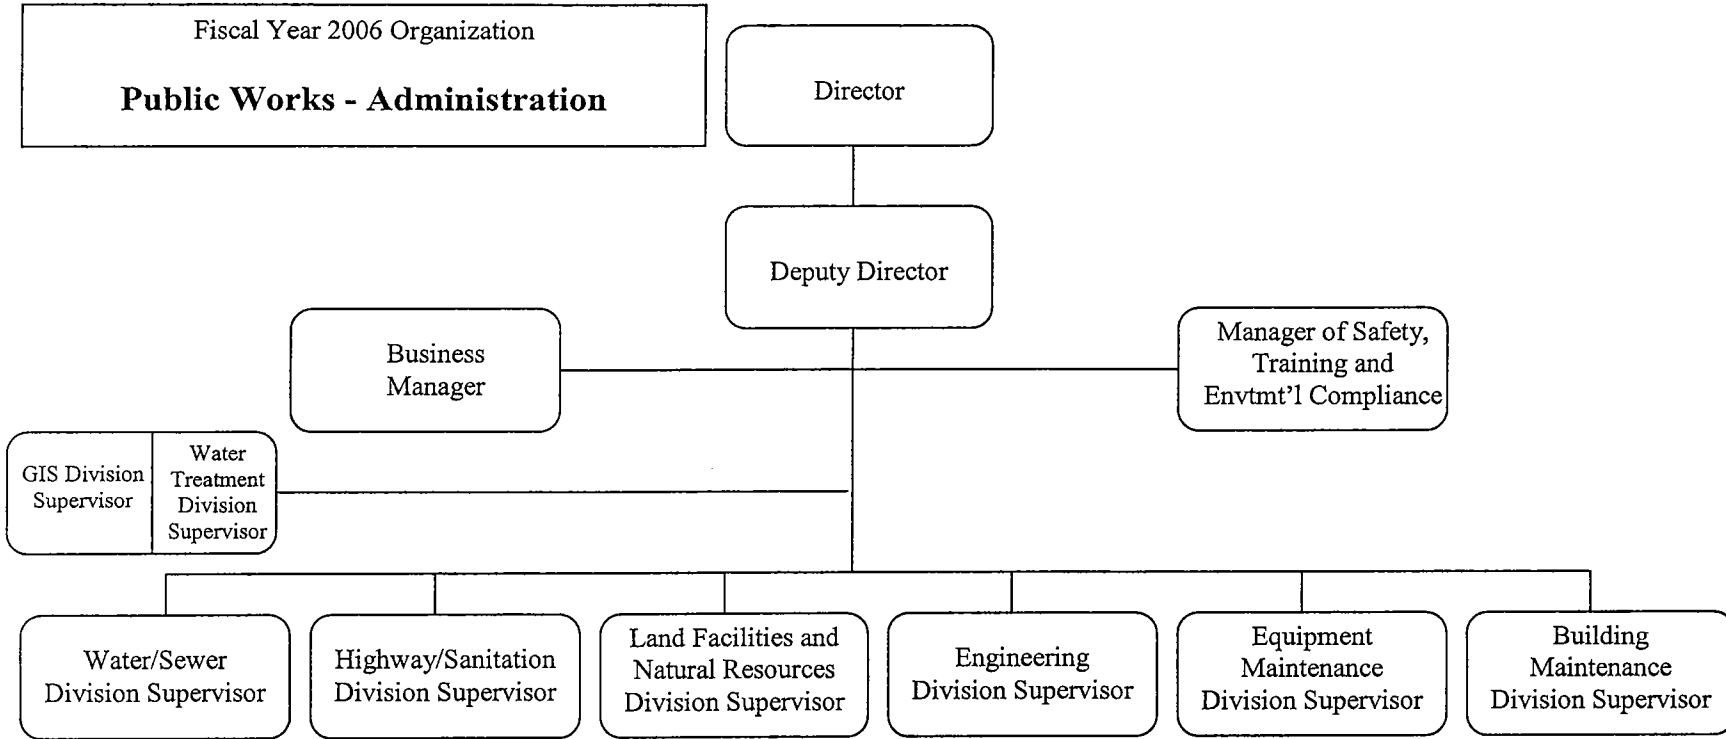 Fiscal Year 2006 Organization
Public Works - Administration
Director
Deputy Director
Business
Manager
Manager of Safety,
Training and
Envtmt'l Compliance
GIS Division
Supervisor
Water
Treatment
Division
Supervisor
Water/Sewer
Division Supervisor
Highway/Sanitation
Division Supervisor
Land Facilities and
Natural Resources
Division Supervisor
Engineering
Division Supervisor
Equipment
Maintenance
Division Supervisor
Building
Maintenance
Division Supervisor